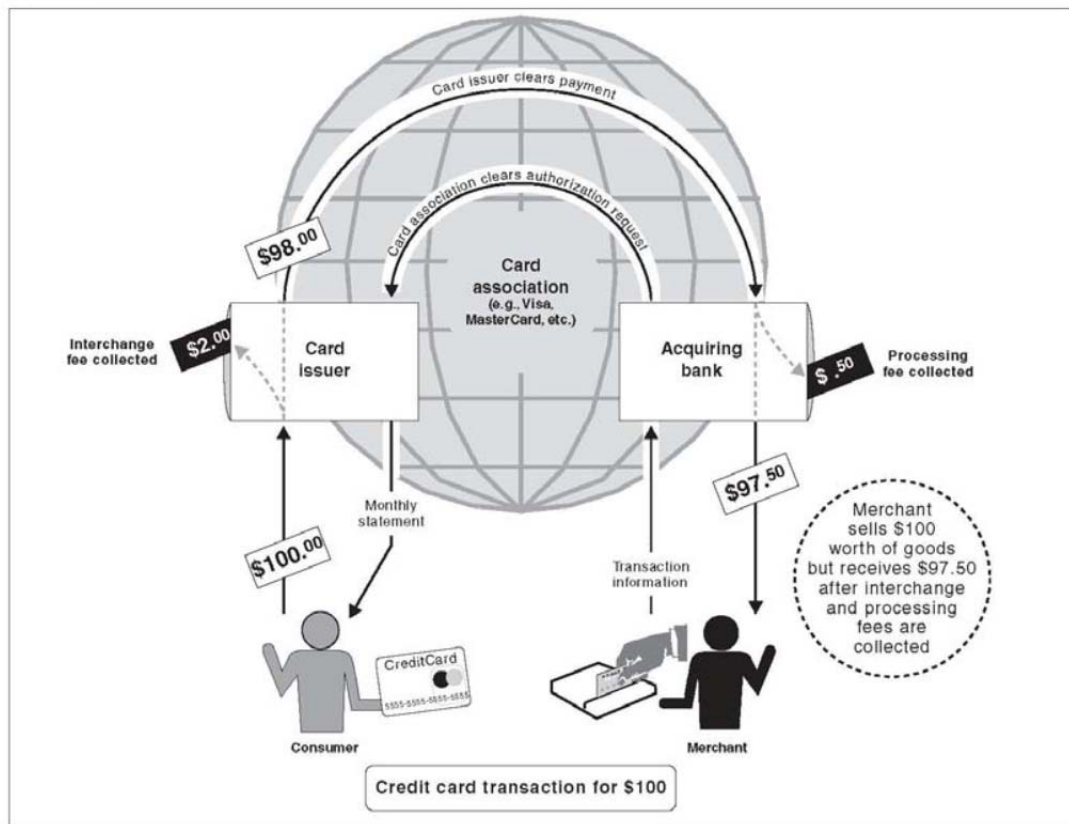 Card issuer clears payment
Card association clears authorization request
$98.00
Card
association
(e.g., Visa,
MasterCard, etc.)
Interchange
fee collected
$2.00
Card
issuer
Acquiring
bank
$ .50
Processing
fee collected
$97.50
Monthly
statement
$100.00
Transaction
information
Merchant
sells $100
worth of goods
but receives $97.50
after interchange
and processing
fees are
collected
CreditCard
5555-5555-5555-5555
Consumer
Merchant
Credit card transaction for $100